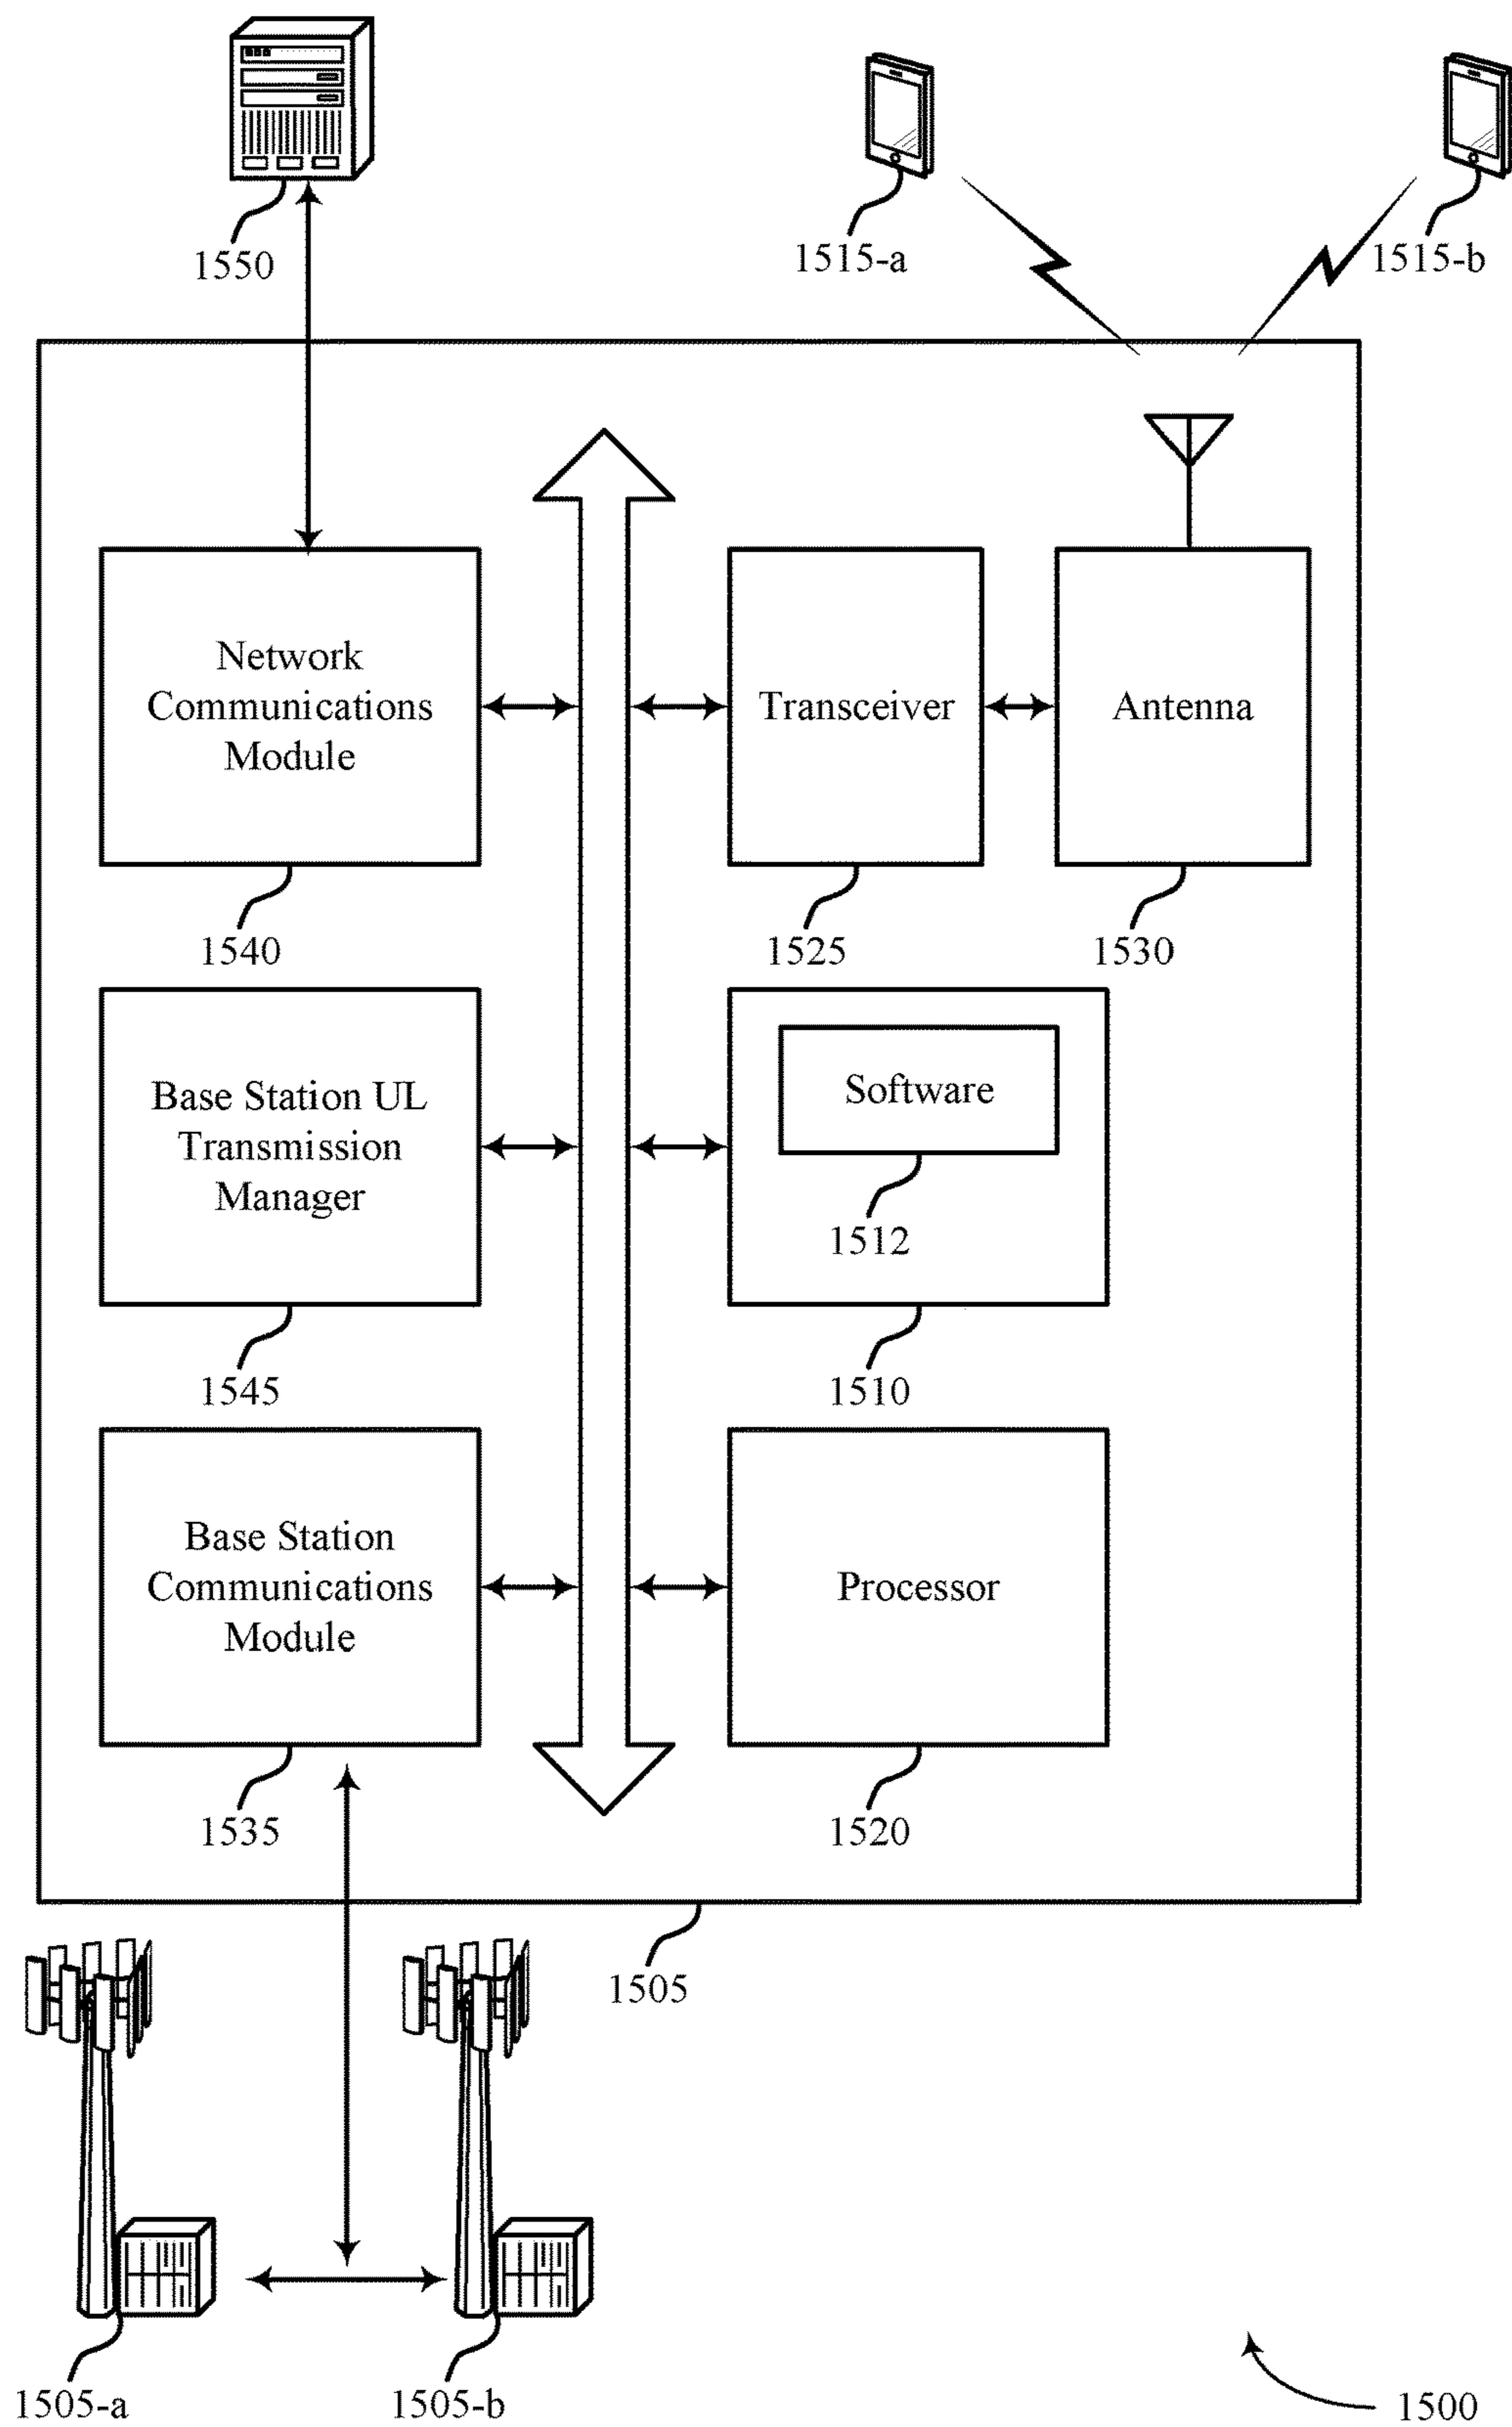 1550
1515-a
1515-b
Network
Communications
Module
Transceiver
Antenna
1540
1525
1530
Base Station UL
Transmission
Manager
Software
1512
1545
1510
Base Station
Communications
Module
Processor
1535
1520
1505
1505-a
1505-b
1500